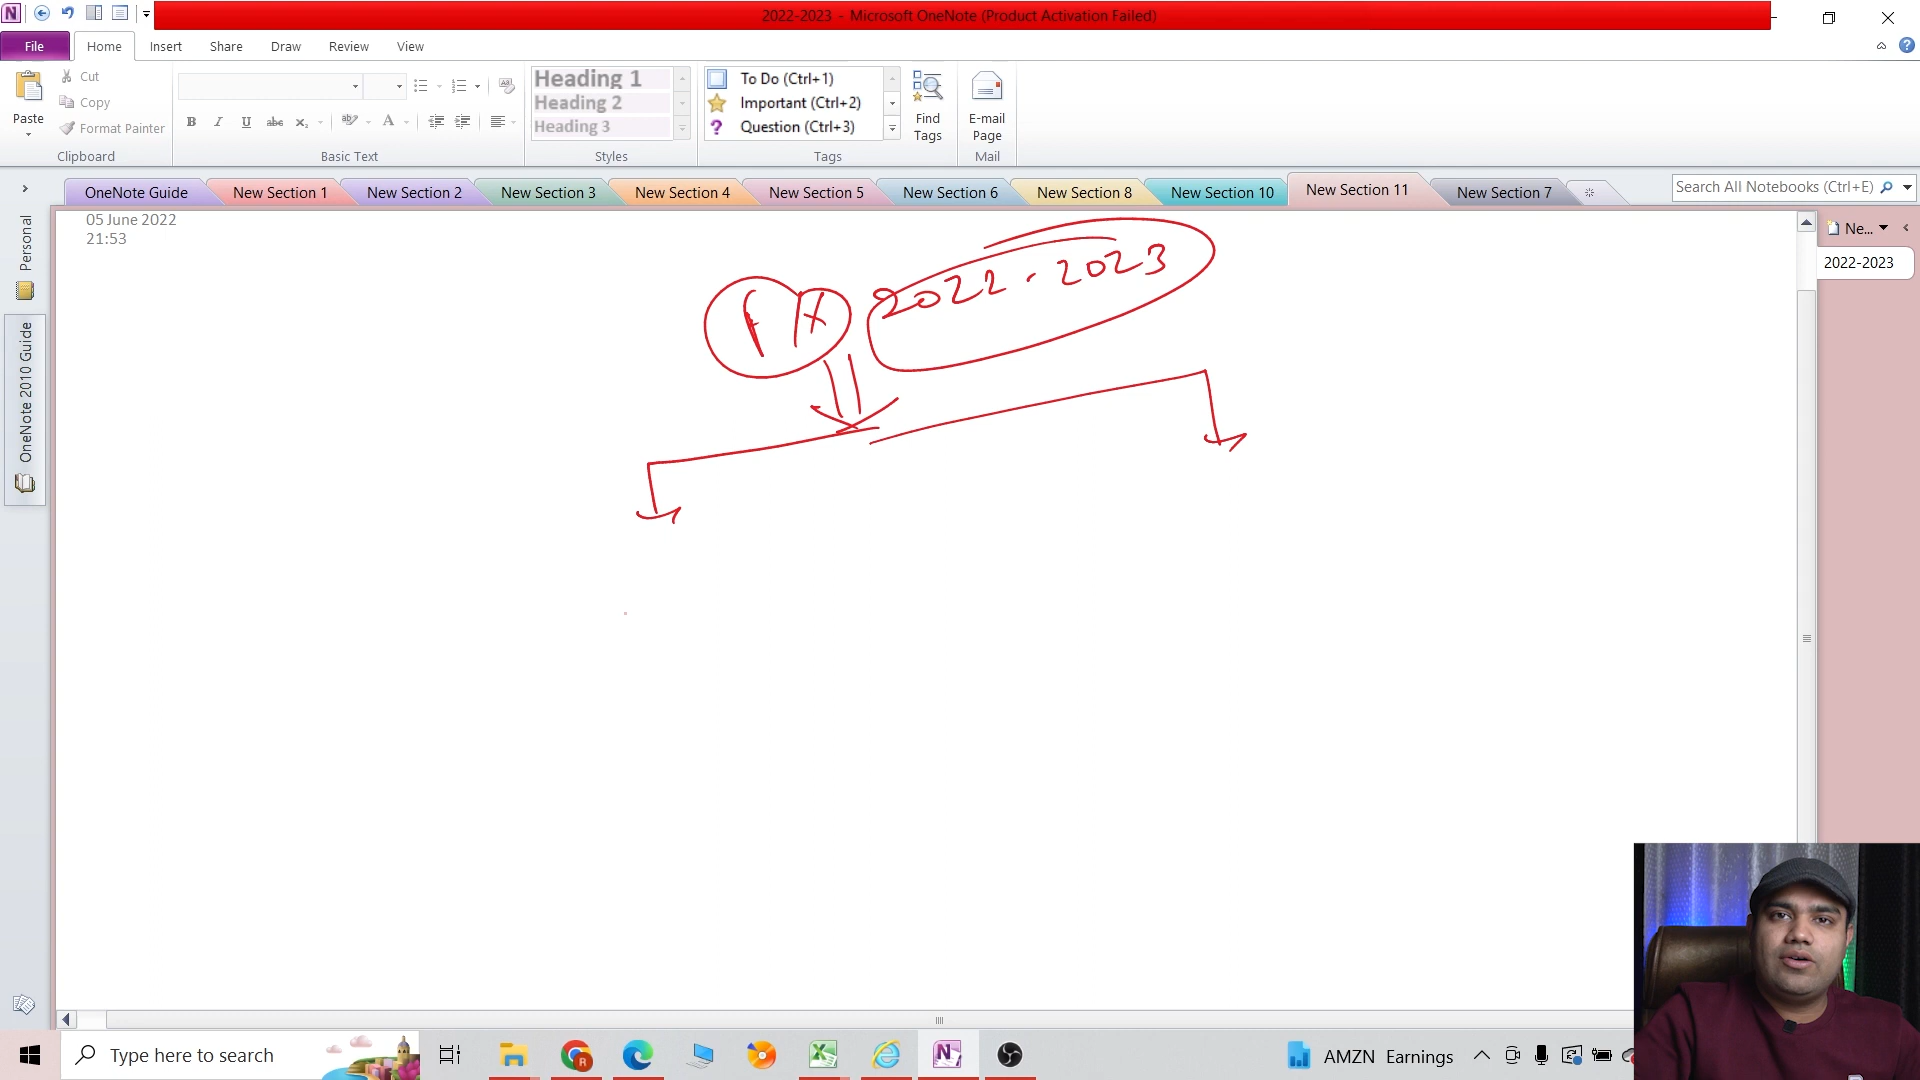 2022-2023 - Microsoft OneNote (Product Activation Failed)
File Home Insert Share Draw Review View
Paste
Cut
Copy
Format Painter
Clipboard
Basic Text
Heading 1
Heading 2
Heading 3
Styles
To Do (Ctrl+1)
Important (Ctrl+2)
Question (Ctrl+3)
Tags
Find
Tags
E-mail
Page
Mail
OneNote Guide New Section 1 New Section 2 New Section 3 New Section 4 New Section 5 New Section 6 New Section 8 New Section 10 New Section 11 New Section 7
Search All Notebooks (Ctrl+E)
Personal
OneNote 2010 Guide
Ne...
2022-2023
05 June 2022
21:53
2022 - 2023
Type here to search
AMZN Earnings